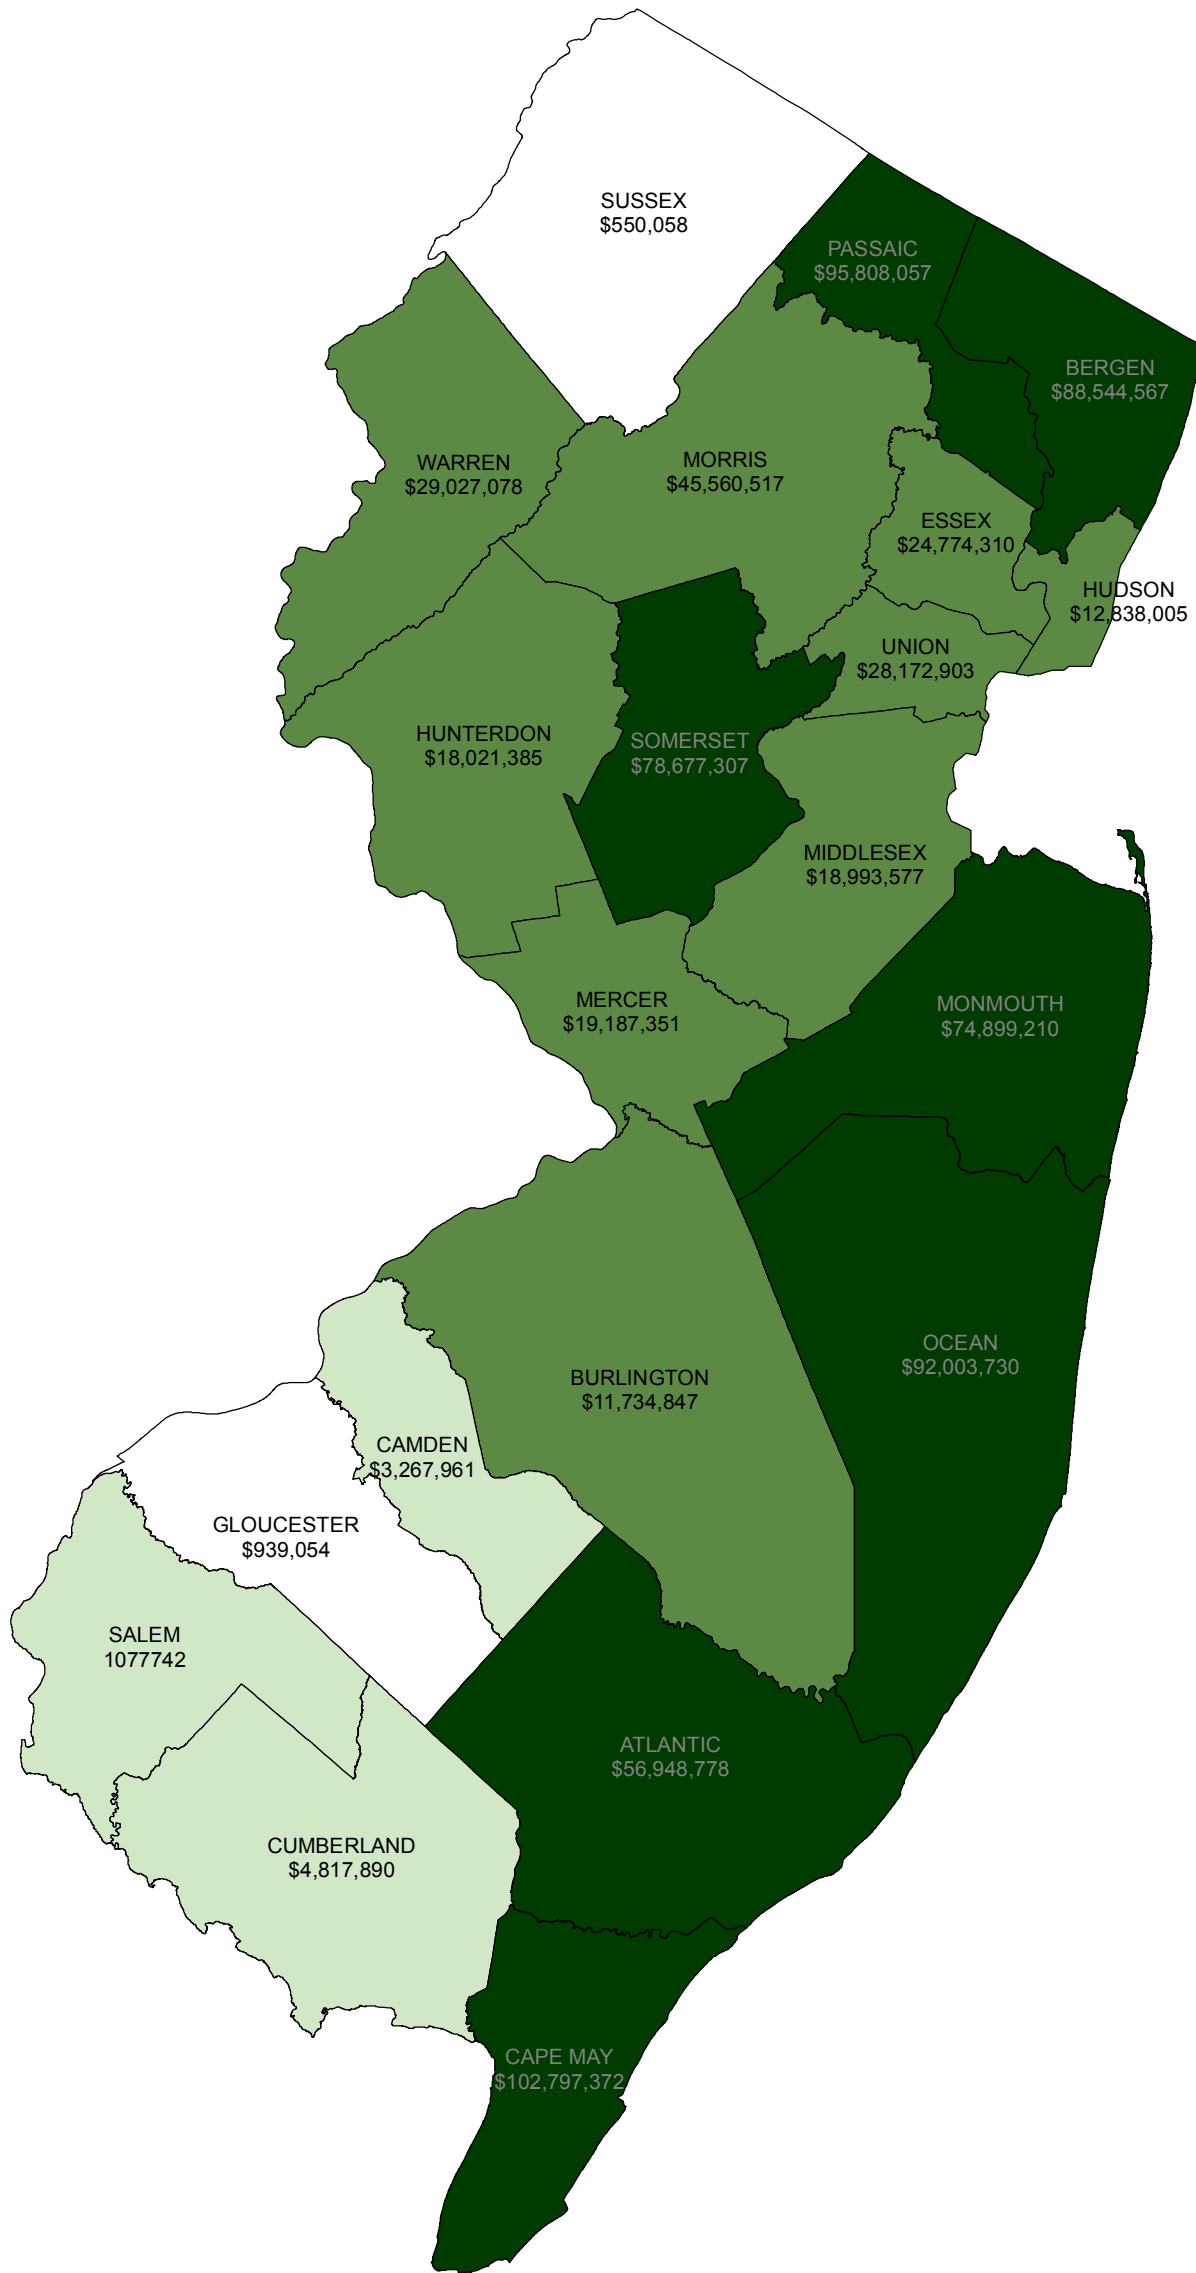 SUSSEX
$550,058
PASSAIC
$95,808,057
BERGEN
$88,544,567
WARREN
$29,027,078
MORRIS
$45,560,517
ESSEX
$24,774,310
HUDSON
$12,838,005
UNION
$28,172,903
HUNTERDON
$18,021,385
SOMERSET
$78,677,307
MIDDLESEX
$18,993,577
MERCER
$19,187,351
MONMOUTH
$74,899,210
OCEAN
$92,003,730
BURLINGTON
$11,734,847
CAMDEN
$3,267,961
GLOUCESTER
$939,054
SALEM
1077742
ATLANTIC
$56,948,778
CUMBERLAND
$4,817,890
CAPE MAY
$102,797,372